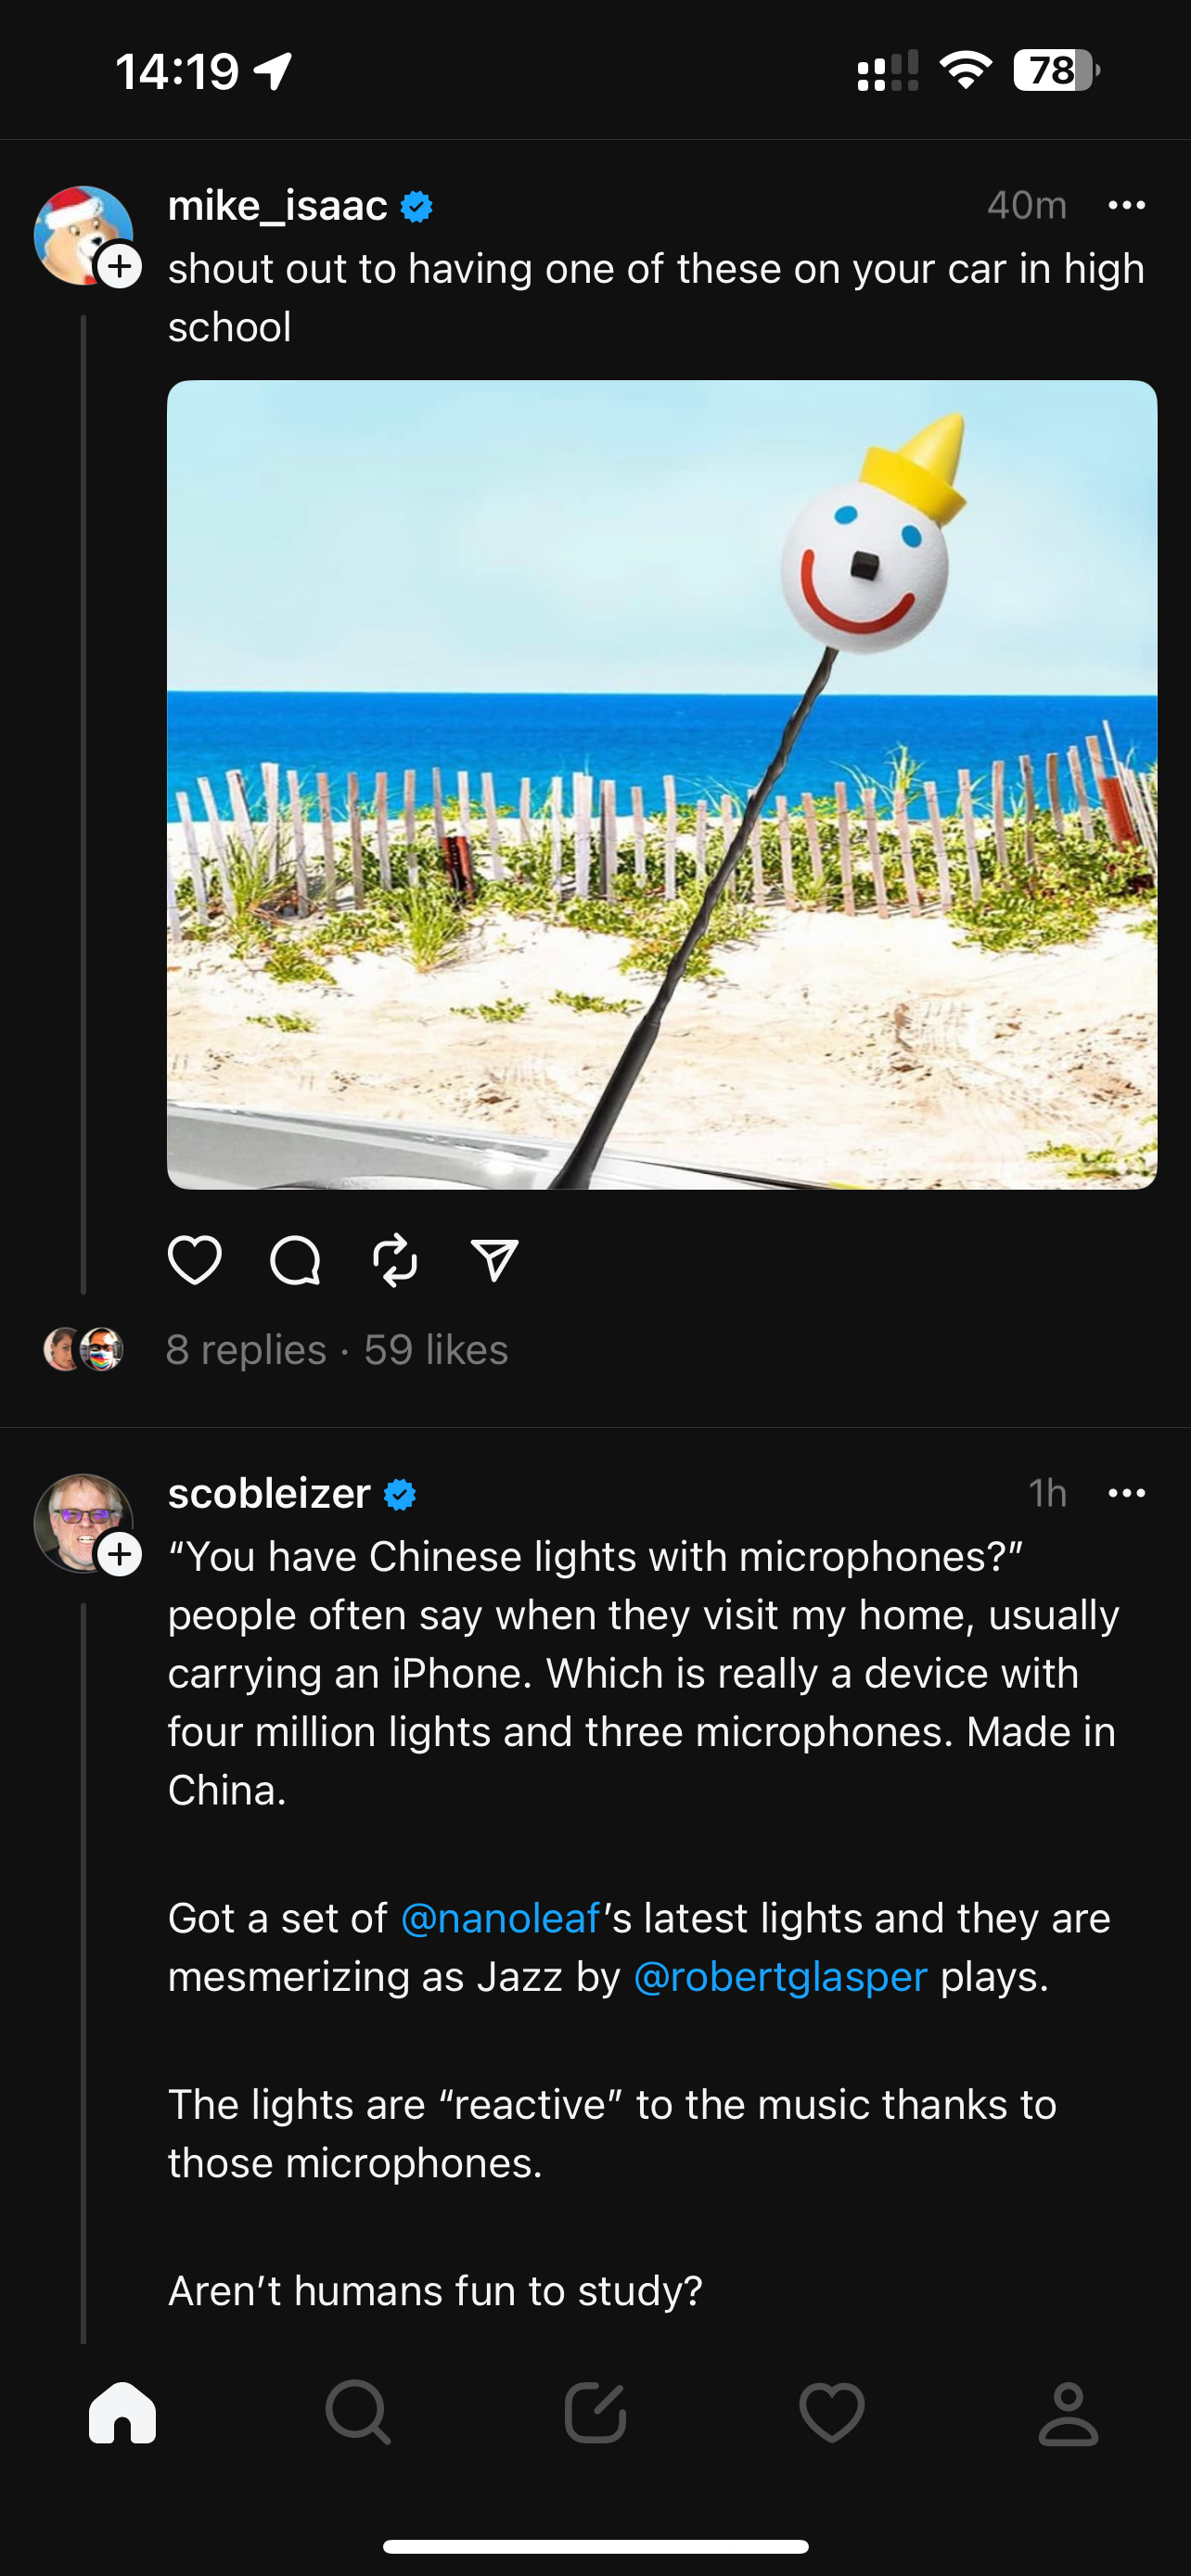 14:19
78
mike_isaac
40m
shout out to having one of these on your car in high
school
8 replies · 59 likes
scobleizer
1h
“You have Chinese lights with microphones?”
people often say when they visit my home, usually
carrying an iPhone. Which is really a device with
four million lights and three microphones. Made in
China.
Got a set of @nanoleaf’s latest lights and they are
mesmerizing as Jazz by @robertglasper plays.
The lights are “reactive” to the music thanks to
those microphones.
Aren’t humans fun to study?